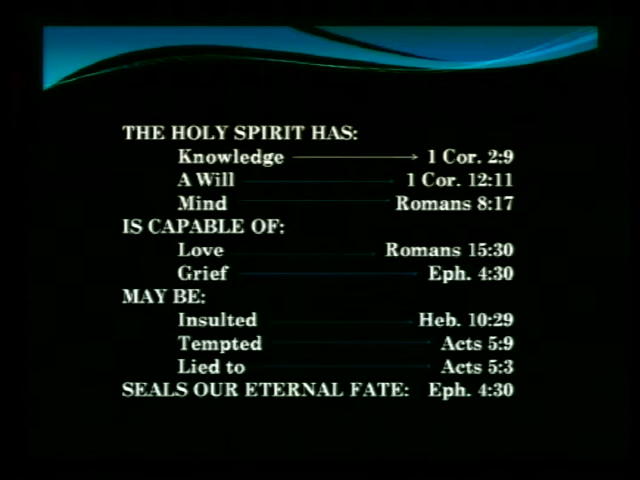 THE HOLY SPIRIT HAS:
Knowledge 1 Cor. 2:9
A Will 1 Cor. 12:11
Mind Romans 8:17
IS CAPABLE OF:
Love Romans 15:30
Grief Eph. 4:30
MAY BE:
Insulted Heb. 10:29
Tempted Acts 5:9
Lied to Acts 5:3
SEALS OUR ETERNAL FATE: Eph. 4:30